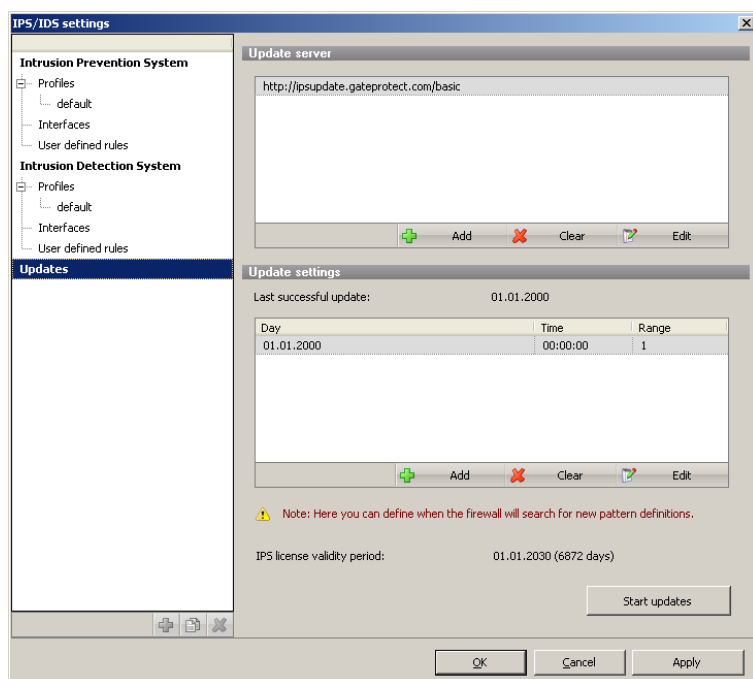 IPS/IDS settings
Intrusion Prevention System
Profiles
default
Interfaces
User defined rules
Intrusion Detection System
Profiles
default
Interfaces
User defined rules
Updates
Update server
http://ipsupdate.gateprotect.com/basic
Add Clear Edit
Update settings
Last successful update: 01.01.2000
Day Time Range
01.01.2000 00:00:00 1
Add Clear Edit
Note: Here you can define when the firewall will search for new pattern definitions.
IPS license validity period: 01.01.2030 (6872 days)
Start updates
OK Cancel Apply